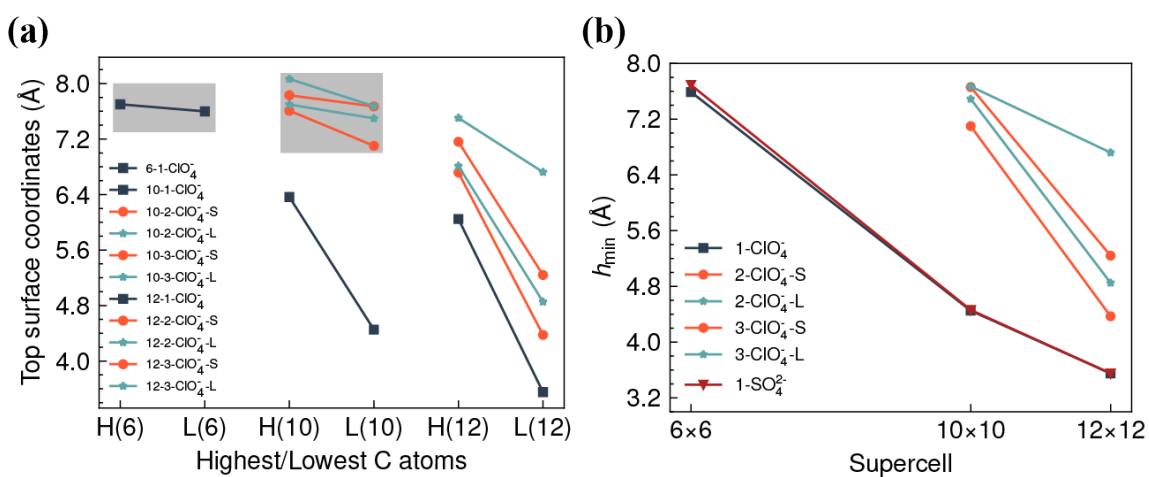 (a)
Top surface coordinates (Å)
8.0
7.2
6.4
5.6
4.8
4.0
6-1-ClO₄⁻
10-1-ClO₄⁻
10-2-ClO₄⁻-S
10-2-ClO₄⁻-L
10-3-ClO₄⁻-S
10-3-ClO₄⁻-L
12-1-ClO₄⁻
12-2-ClO₄⁻-S
12-2-ClO₄⁻-L
12-3-ClO₄⁻-S
12-3-ClO₄⁻-L
H(6) L(6) H(10) L(10) H(12) L(12)
Highest/Lowest C atoms
(b)
hmin (Å)
8.0
7.2
6.4
5.6
4.8
4.0
3.2
1-ClO₄⁻
2-ClO₄⁻-S
2-ClO₄⁻-L
3-ClO₄⁻-S
3-ClO₄⁻-L
1-SO₄²⁻
6×6 10×10 12×12
Supercell